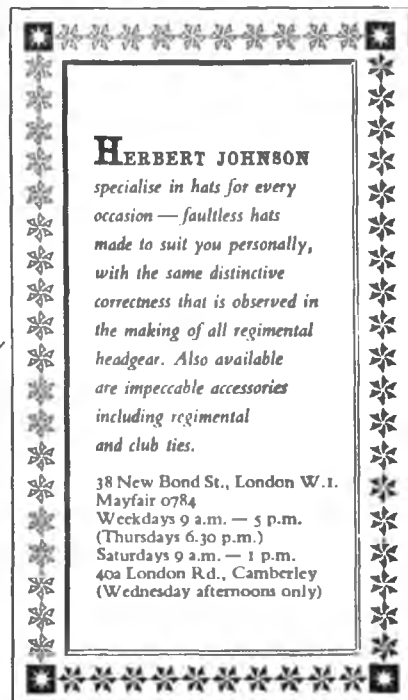 HERBERT JOHNSON
specialise in hats for every
occasion — faultless hats
made to suit you personally,
with the same distinctive
correctness that is observed in
the making of all regimental
headgear. Also available
are impeccable accessories
including regimental
and club ties.
38 New Bond St., London W.1.
Mayfair 0784
Weekdays 9 a.m. — 5 p.m.
(Thursdays 6.30 p.m.)
Saturdays 9 a.m. — 1 p.m.
40a London Rd., Camberley
(Wednesday afternoons only)